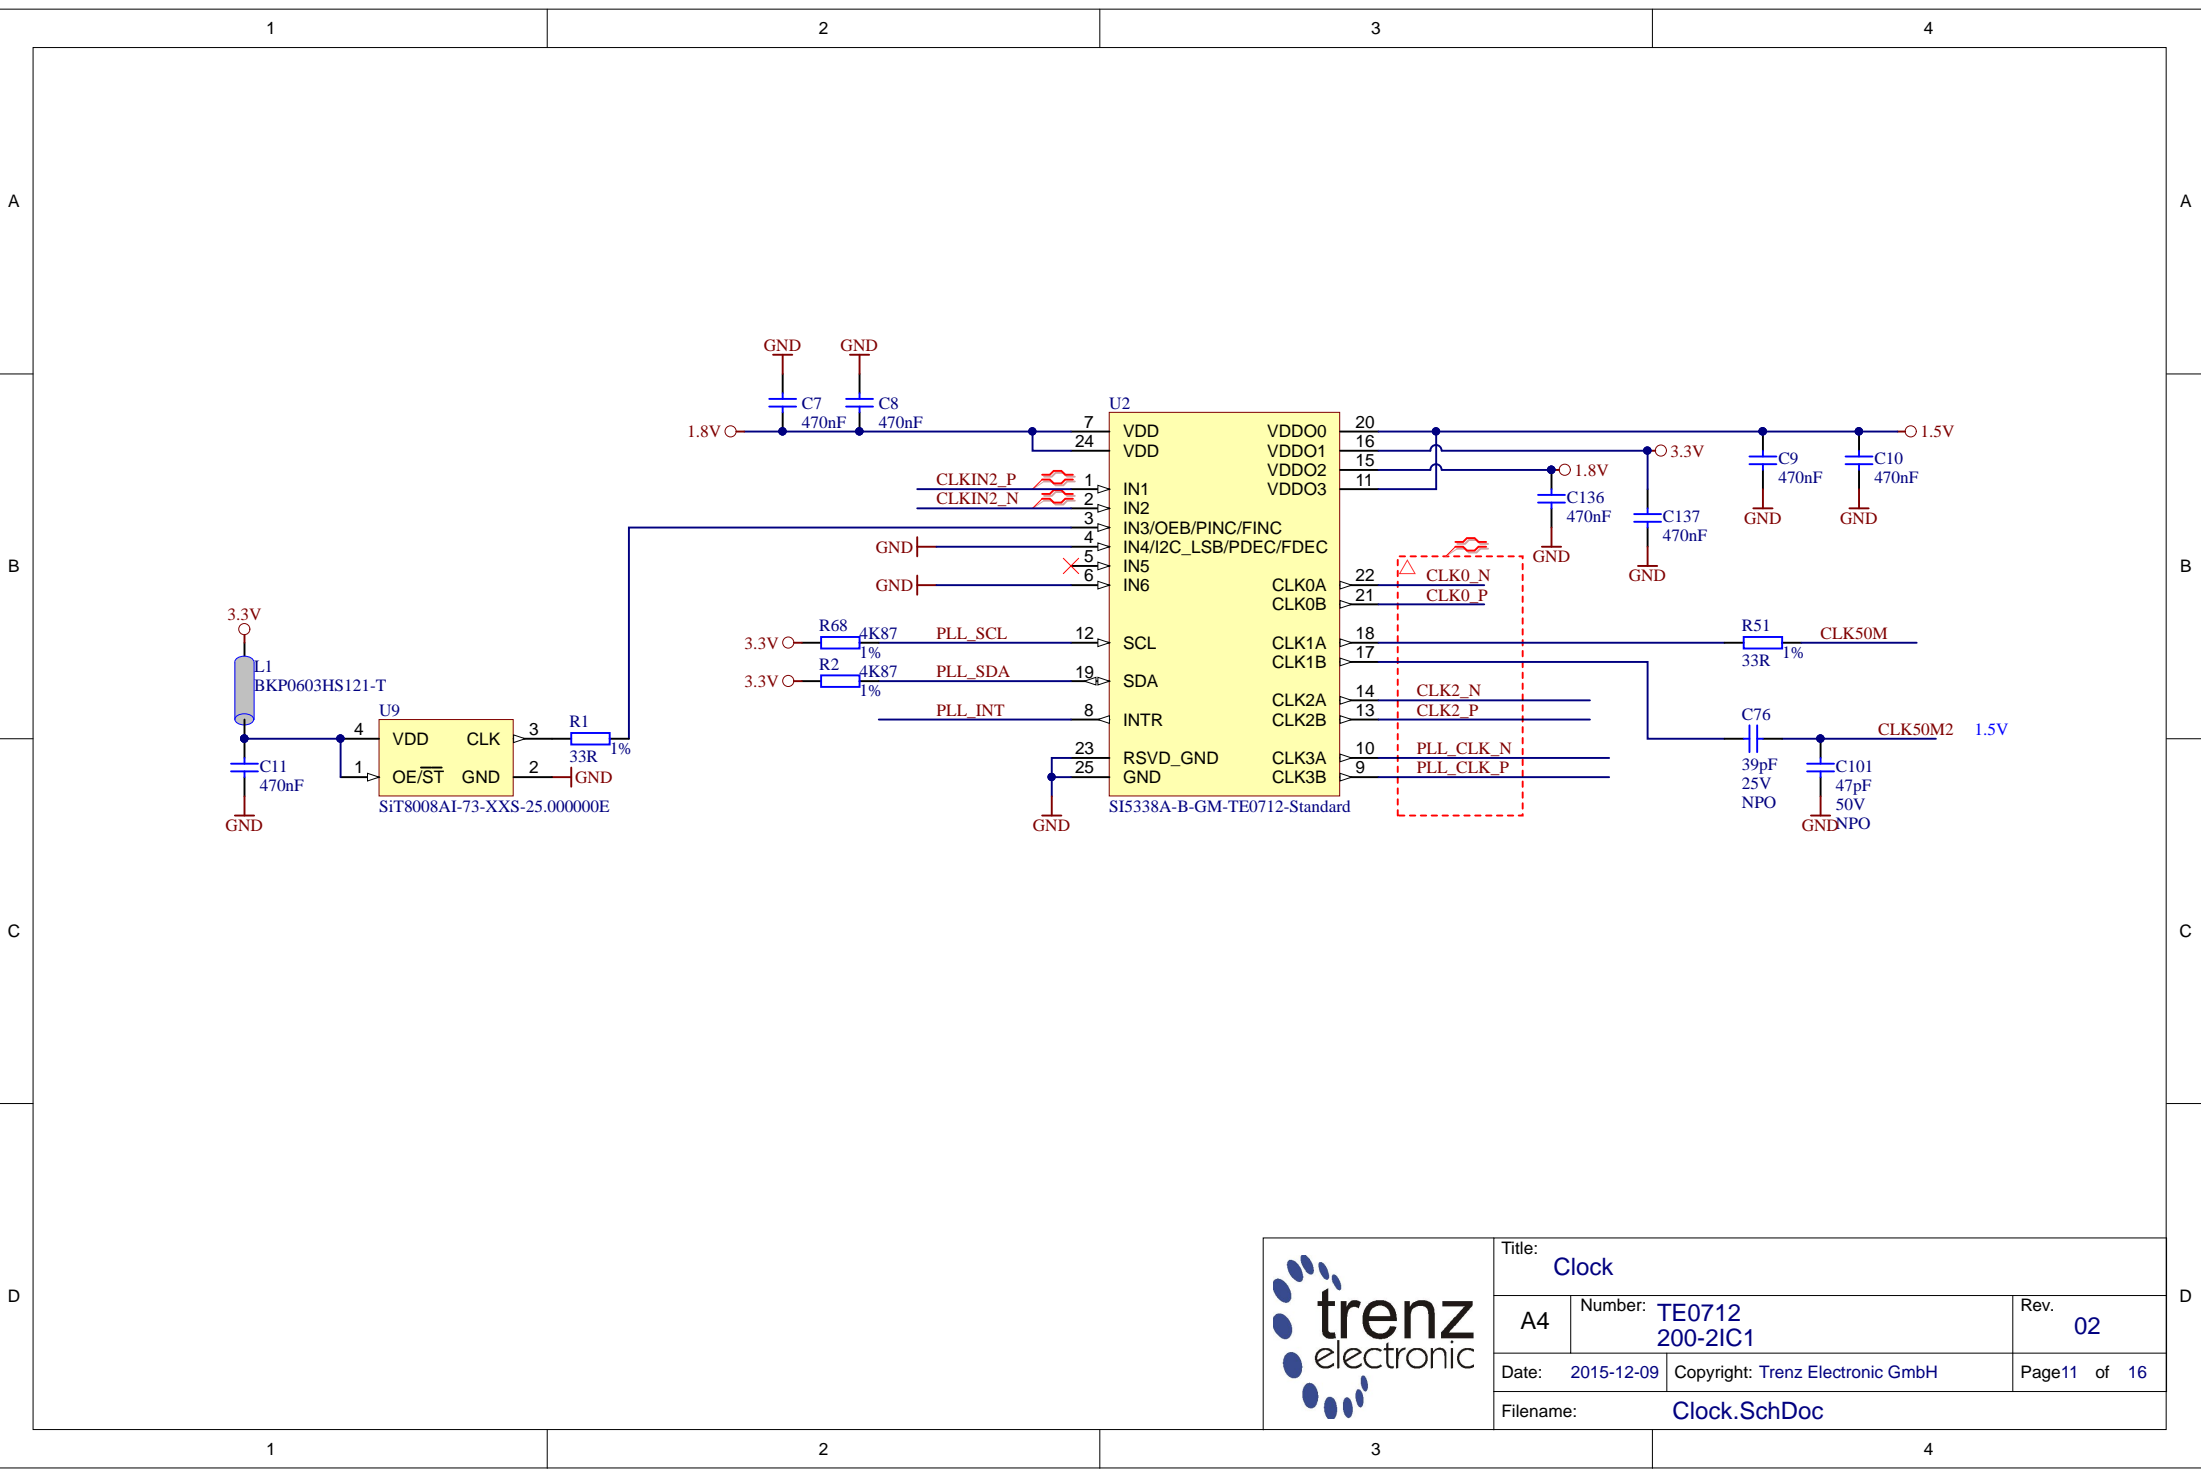 1 2 3 4
A A
GND GND
C7 C8
470nF 470nF
1.8V
U2
7 VDD VDDO0 20
24 VDD VDDO1 16
VDDO2 15
VDDO3 11
1.5V
3.3V
1.8V
C9 C10
470nF 470nF
GND GND
C136
470nF
GND
C137
470nF
GND
CLKIN2_P 1 IN1
CLKIN2_N 2 IN2
3 IN3/OEB/PINC/FINC
GND 4 IN4/I2C_LSB/PDEC/FDEC
5 IN5
GND 6 IN6
B B
CLK0A 22 CLK0_N
CLK0B 21 CLK0_P
3.3V R68 4K87 1% PLL_SCL 12 SCL
3.3V R2 4K87 1% PLL_SDA 19 SDA
PLL_INT 8 INTR
CLK1A 18 R51 33R 1% CLK50M
CLK1B 17
CLK2A 14 CLK2_N
CLK2B 13 CLK2_P
23 RSVD_GND CLK3A 10 PLL_CLK_N
25 GND CLK3B 9 PLL_CLK_P
GND
SI5338A-B-GM-TE0712-Standard
C76
39pF
25V
NPO
CLK50M2 1.5V
C101
47pF
50V
NPO
GND
3.3V
L1
BKP0603HS121-T
C11
470nF
GND
U9
4 VDD CLK 3
1 OE/ST GND 2
GND
SiT8008AI-73-XXS-25.000000E
R1
33R 1%
C C
D D
trenz
electronic
Title:
Clock
A4 Number: TE0712
200-2IC1
Rev.
02
Date: 2015-12-09 Copyright: Trenz Electronic GmbH Page11 of 16
Filename: Clock.SchDoc
1 2 3 4